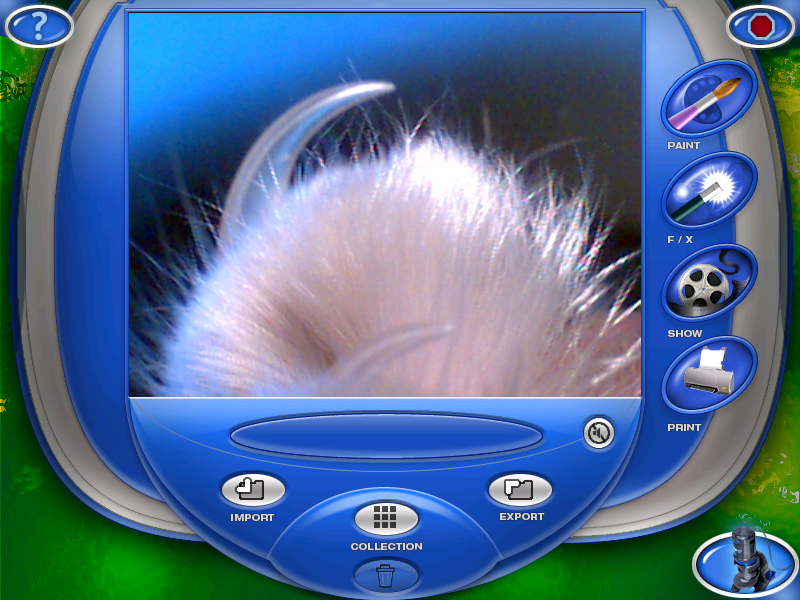 ?
PAINT
F / X
SHOW
PRINT
IMPORT
EXPORT
COLLECTION